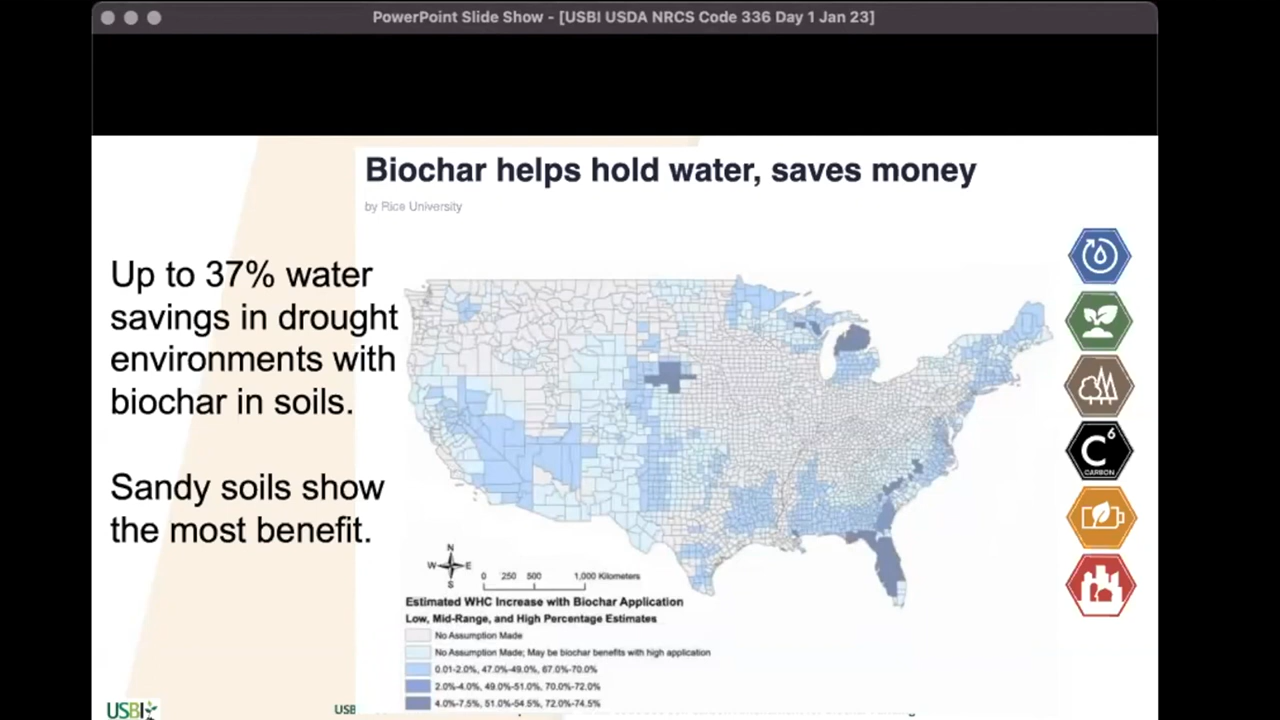 PowerPoint Slide Show - [USBI USDA NRCS Code 336 Day 1 Jan 23]
Biochar helps hold water, saves money
by Rice University
Up to 37% water
savings in drought
environments with
biochar in soils.
Sandy soils show
the most benefit.
C 6
CARBON
N
W E
S
0 250 500 1,000 Kilometers
Estimated WHC Increase with Biochar Application
Low, Mid-Range, and High Percentage Estimates
No Assumption Made
No Assumption Made; May be biochar benefits with high application
0.01-2.0%, 47.0%-49.0%, 67.0%-70.0%
2.0%-4.0%, 49.0%-51.0%, 70.0%-72.0%
4.0%-7.5%, 51.0%-54.5%, 72.0%-74.5%
USBI
USB